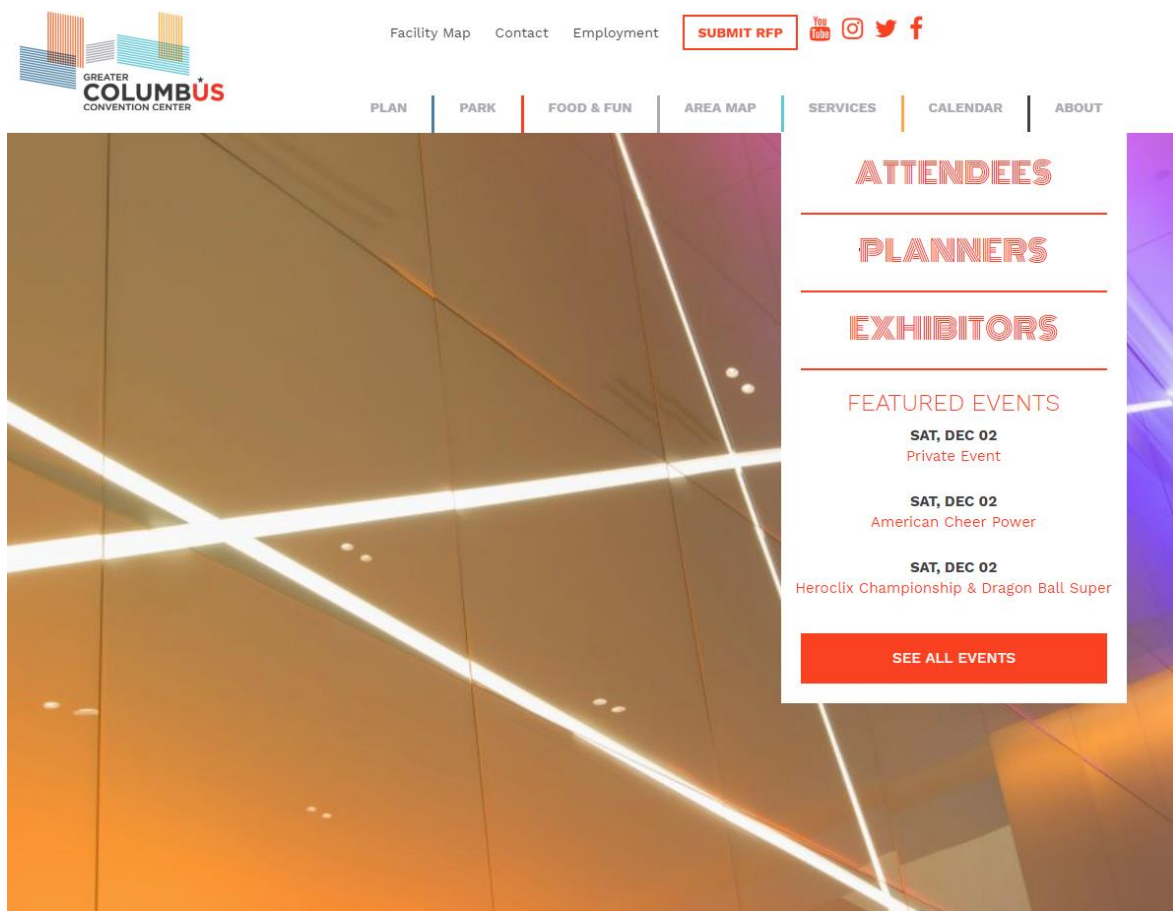 Facility Map Contact Employment SUBMIT RFP You Tube
GREATER
COLUMBUS
CONVENTION CENTER
PLAN PARK FOOD & FUN AREA MAP SERVICES CALENDAR ABOUT
ATTENDEES
PLANNERS
EXHIBITORS
FEATURED EVENTS
SAT, DEC 02
Private Event
SAT, DEC 02
American Cheer Power
SAT, DEC 02
Heroclix Championship & Dragon Ball Super
SEE ALL EVENTS